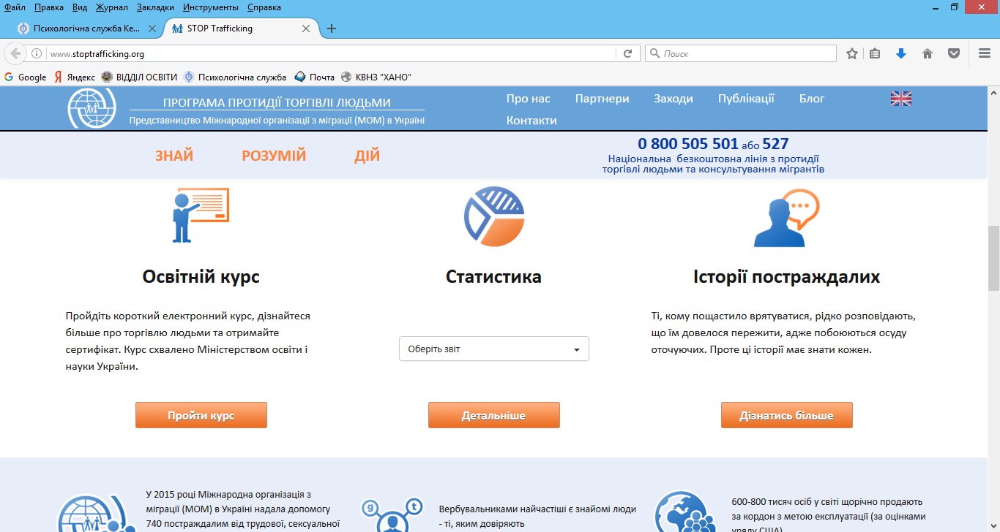 Файл Правка Вид Журнал Закладки Инструменты Справка
Психологічна служба Ке...
STOP Trafficking
www.stoptrafficking.org
Поиск
Google
Яндекс
ВІДДІЛ ОСВІТИ
Психологічна служба
Почта
КВНЗ "ХАНО"
ПРОГРАМА ПРОТИДІЇ ТОРГІВЛІ ЛЮДЬМИ
Представництво Міжнародної організації з міграції (МОМ) в Україні
Про нас Партнери Заходи Публікації Блог
Контакти
ЗНАЙ РОЗУМІЙ ДІЙ
0 800 505 501 або 527
Національна безкоштовна лінія з протидії
торгівлі людьми та консультування мігрантів
Освітній курс
Пройдіть короткий електронний курс, дізнайтеся
більше про торгівлю людьми та отримайте
сертифікат. Курс схвалено Міністерством освіти і
науки України.
Пройти курс
Статистика
Оберіть звіт
Детальніше
Історії постраждалих
Ті, кому пощастило врятуватися, рідко розповідають,
що їм довелося пережити, адже побоюються осуду
оточуючих. Проте ці історії має знати кожен.
Дізнатись більше
У 2015 році Міжнародна організація з
міграції (МОМ) в Україні надала допомогу
740 постраждалим від трудової, сексуальної
g t
Вербувальниками найчастіші є знайомі люди
- ті, яким довіряють
600-800 тисяч осіб у світі щорічно продають
за кордон з метою експлуатації (за оцінками
уряду США)